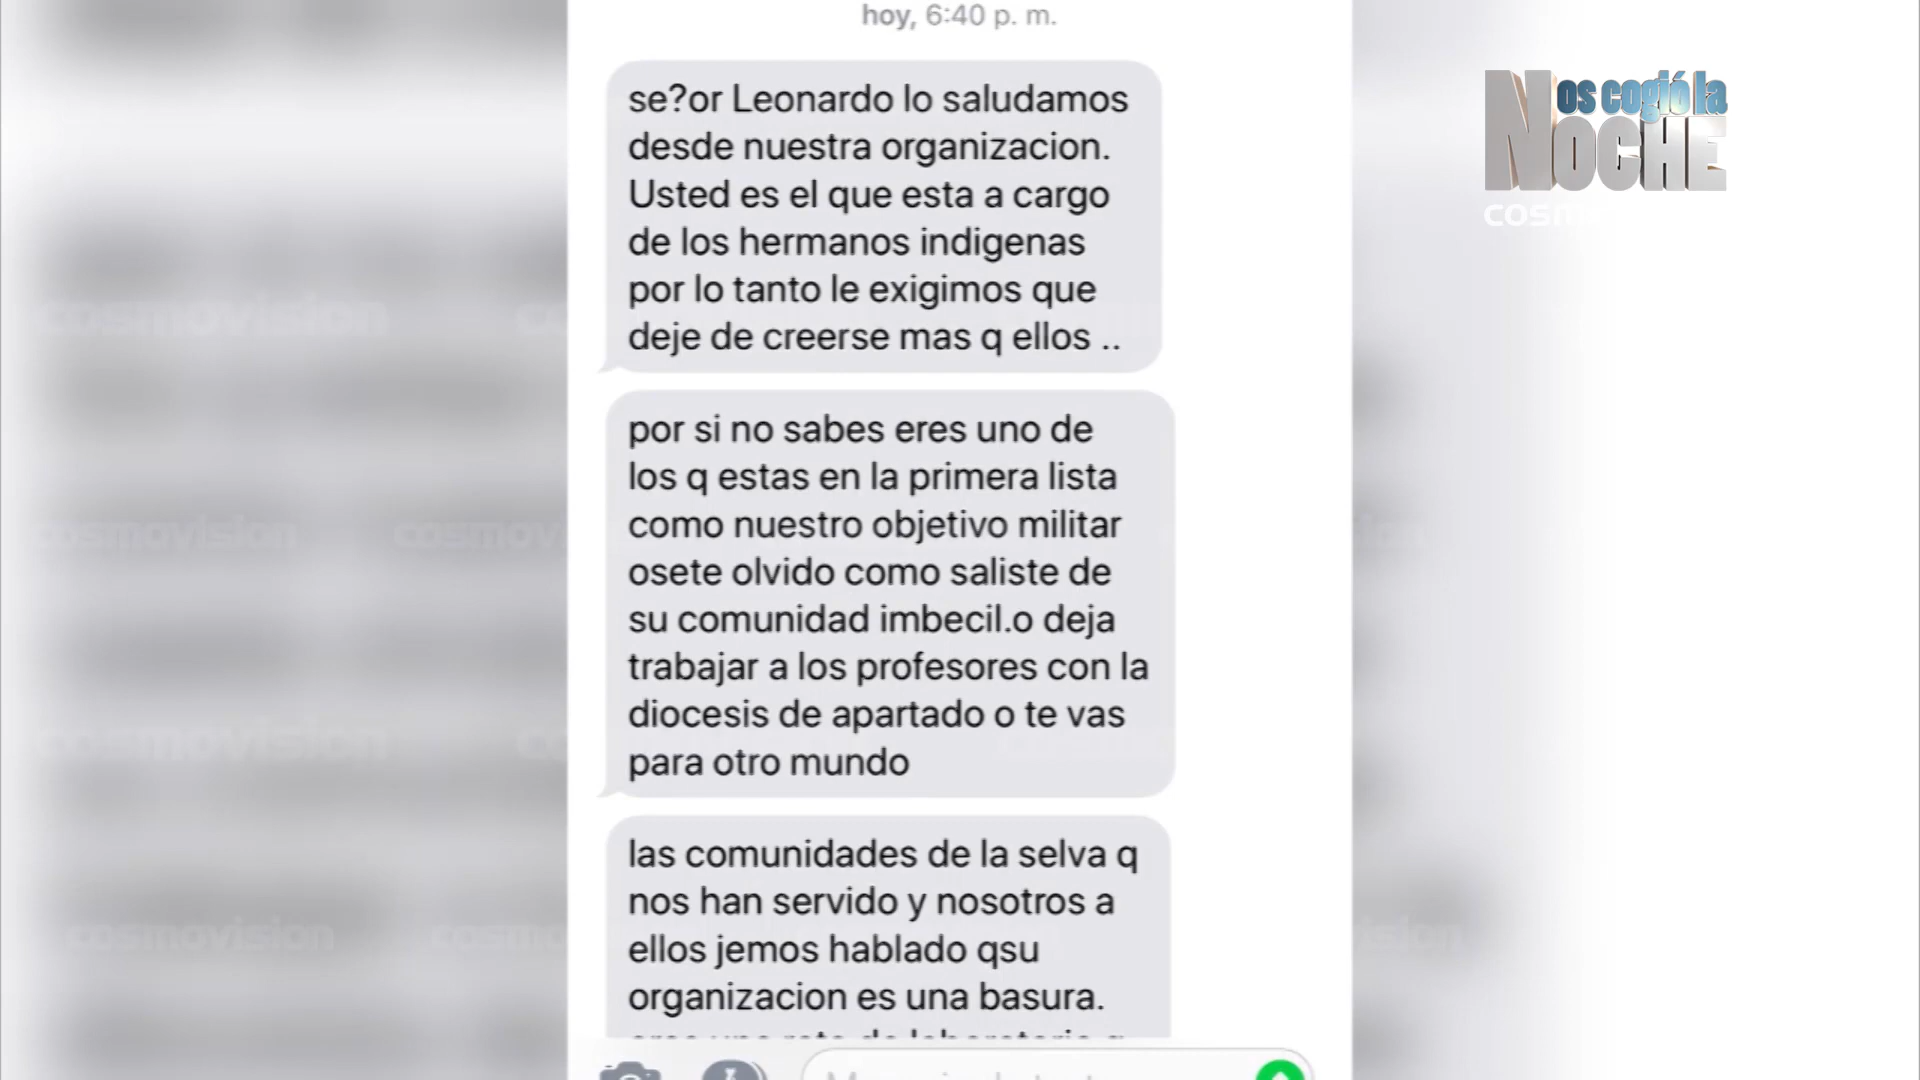 hoy, 6:40 p. m.
se?or Leonardo lo saludamos
desde nuestra organizacion.
Usted es el que esta a cargo
de los hermanos indigenas
por lo tanto le exigimos que
deje de creerse mas q ellos ..
por si no sabes eres uno de
los q estas en la primera lista
como nuestro objetivo militar
osete olvido como saliste de
su comunidad imbecil.o deja
trabajar a los profesores con la
diocesis de apartado o te vas
para otro mundo
las comunidades de la selva q
nos han servido y nosotros a
ellos jemos hablado qsu
organizacion es una basura.
Nos cogió la
NOCHE
cosmovision
cosmovision
cosmovision
cosmovision